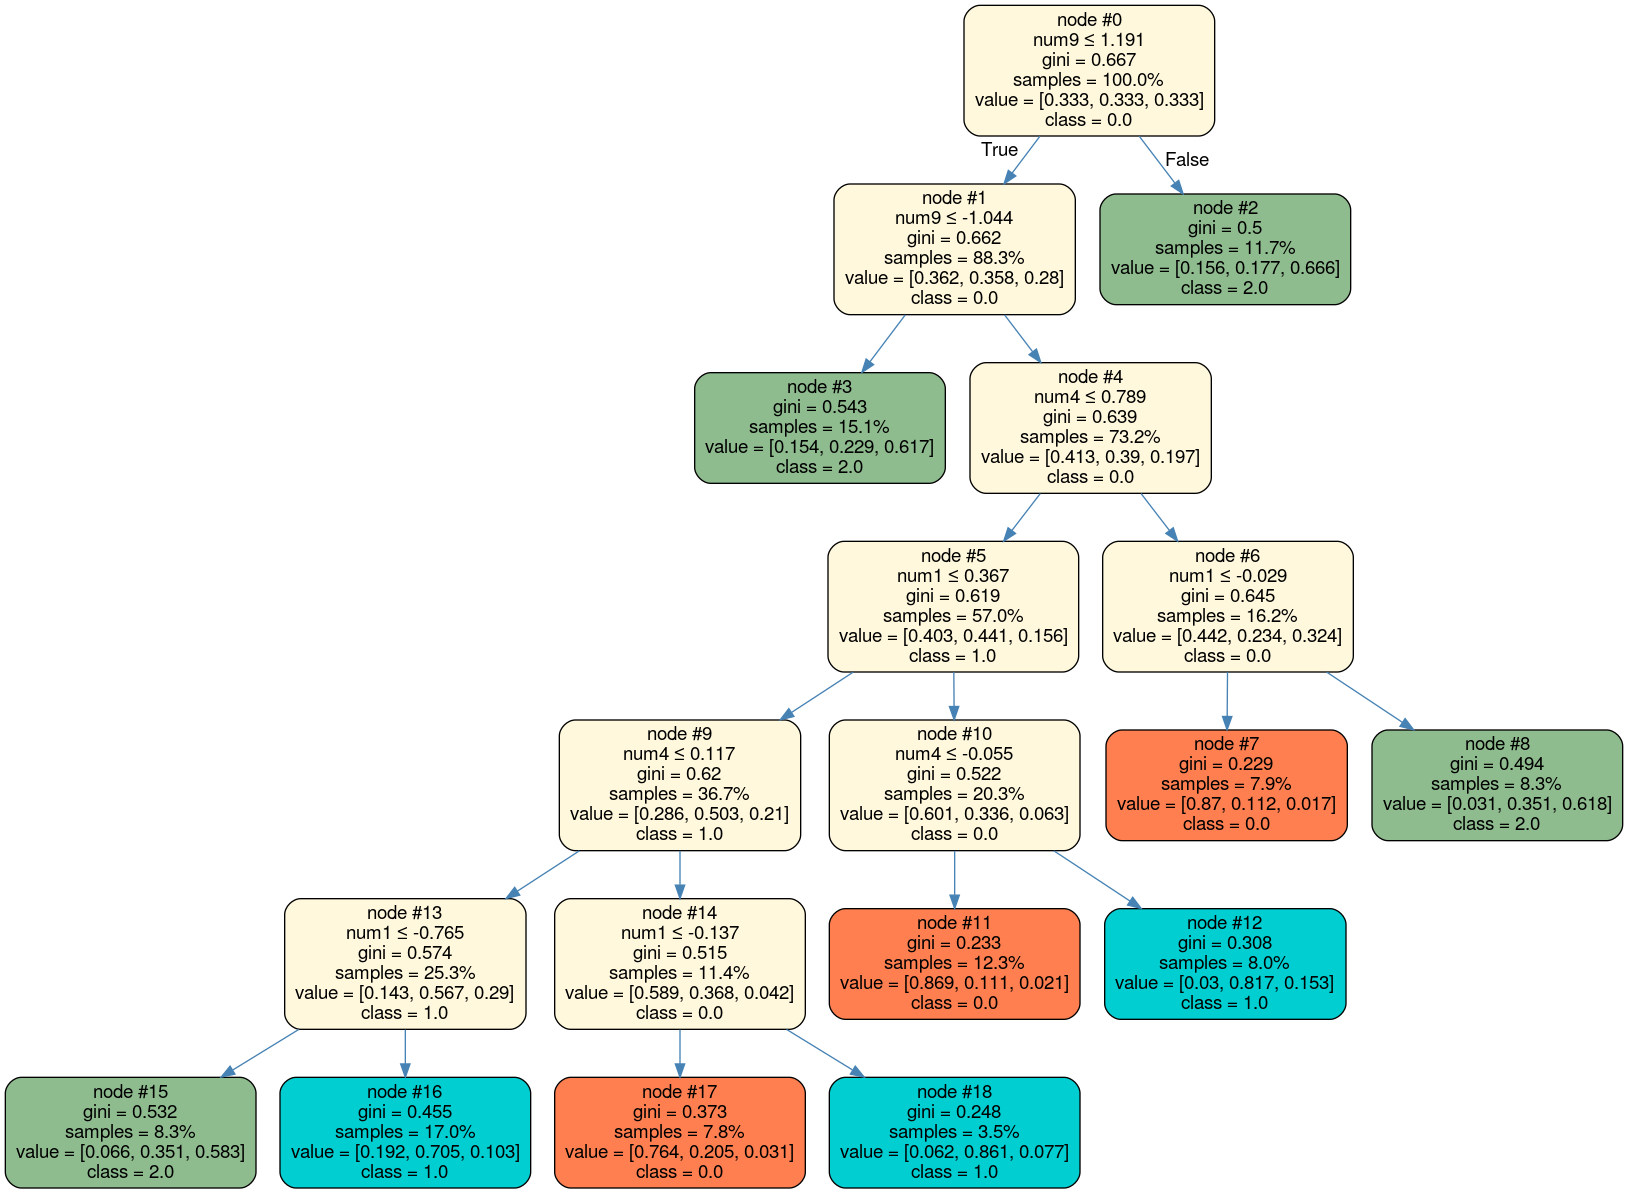 node #0
num9 ≤ 1.191
gini = 0.667
samples = 100.0%
value = [0.333, 0.333, 0.333]
class = 0.0
True
False
node #1
num9 ≤ -1.044
gini = 0.662
samples = 88.3%
value = [0.362, 0.358, 0.28]
class = 0.0
node #2
gini = 0.5
samples = 11.7%
value = [0.156, 0.177, 0.666]
class = 2.0
node #3
gini = 0.543
samples = 15.1%
value = [0.154, 0.229, 0.617]
class = 2.0
node #4
num4 ≤ 0.789
gini = 0.639
samples = 73.2%
value = [0.413, 0.39, 0.197]
class = 0.0
node #5
num1 ≤ 0.367
gini = 0.619
samples = 57.0%
value = [0.403, 0.441, 0.156]
class = 1.0
node #6
num1 ≤ -0.029
gini = 0.645
samples = 16.2%
value = [0.442, 0.234, 0.324]
class = 0.0
node #9
num4 ≤ 0.117
gini = 0.62
samples = 36.7%
value = [0.286, 0.503, 0.21]
class = 1.0
node #10
num4 ≤ -0.055
gini = 0.522
samples = 20.3%
value = [0.601, 0.336, 0.063]
class = 0.0
node #7
gini = 0.229
samples = 7.9%
value = [0.87, 0.112, 0.017]
class = 0.0
node #8
gini = 0.494
samples = 8.3%
value = [0.031, 0.351, 0.618]
class = 2.0
node #13
num1 ≤ -0.765
gini = 0.574
samples = 25.3%
value = [0.143, 0.567, 0.29]
class = 1.0
node #14
num1 ≤ -0.137
gini = 0.515
samples = 11.4%
value = [0.589, 0.368, 0.042]
class = 0.0
node #11
gini = 0.233
samples = 12.3%
value = [0.869, 0.111, 0.021]
class = 0.0
node #12
gini = 0.308
samples = 8.0%
value = [0.03, 0.817, 0.153]
class = 1.0
node #15
gini = 0.532
samples = 8.3%
value = [0.066, 0.351, 0.583]
class = 2.0
node #16
gini = 0.455
samples = 17.0%
value = [0.192, 0.705, 0.103]
class = 1.0
node #17
gini = 0.373
samples = 7.8%
value = [0.764, 0.205, 0.031]
class = 0.0
node #18
gini = 0.248
samples = 3.5%
value = [0.062, 0.861, 0.077]
class = 1.0